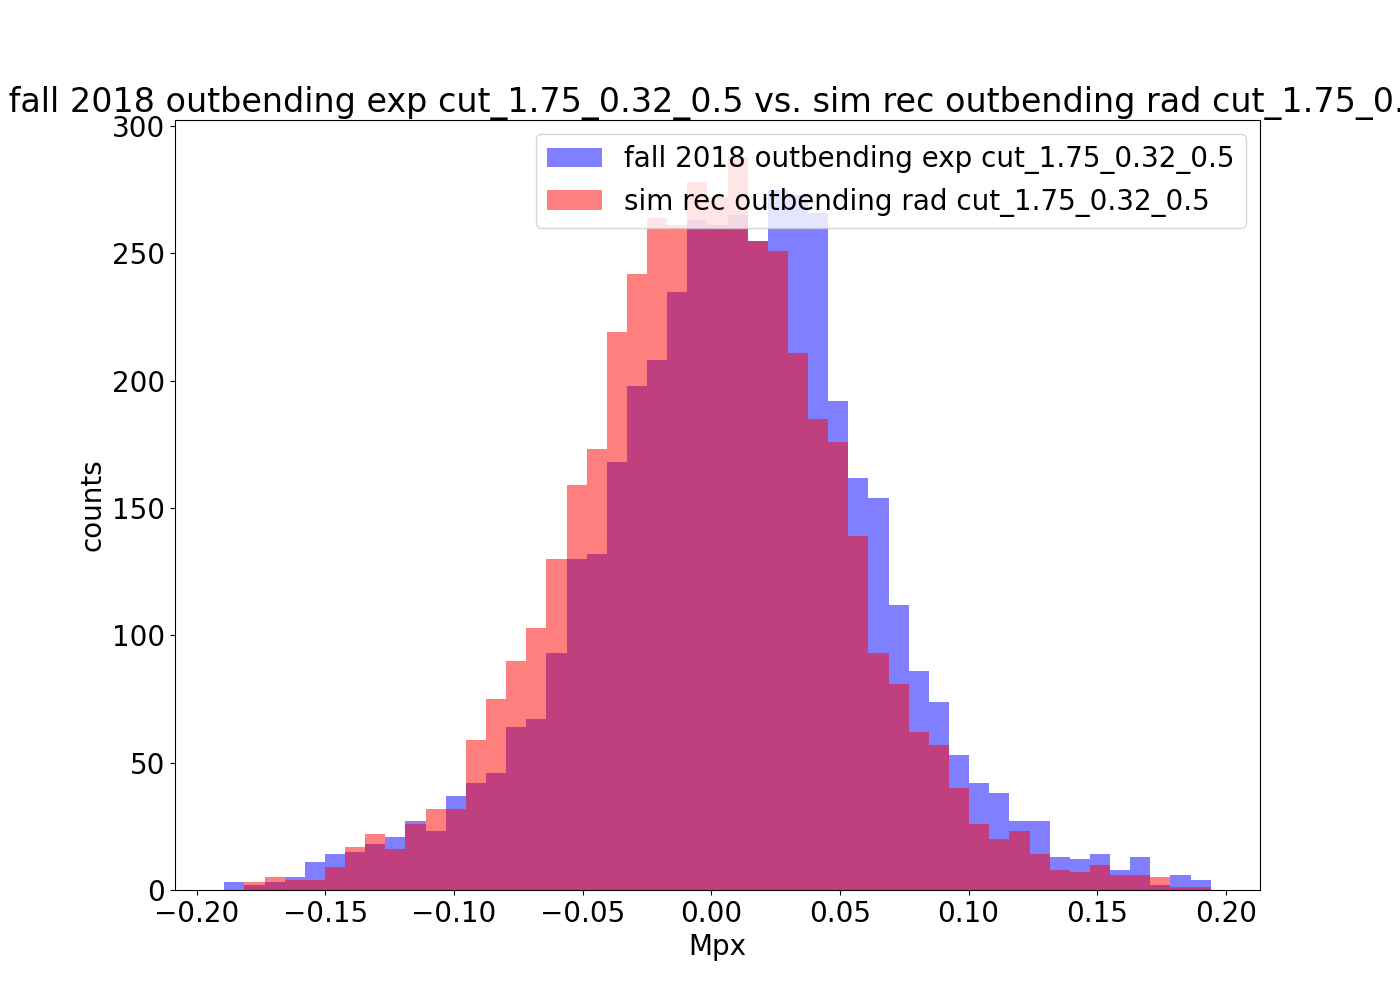 fall 2018 outbending exp cut_1.75_0.32_0.5 vs. sim rec outbending rad cut_1.75_0.
fall 2018 outbending exp cut_1.75_0.32_0.5
sim rec outbending rad cut_1.75_0.32_0.5
300
250
200
150
100
50
0
counts
−0.20 −0.15 −0.10 −0.05 0.00 0.05 0.10 0.15 0.20
Mpx